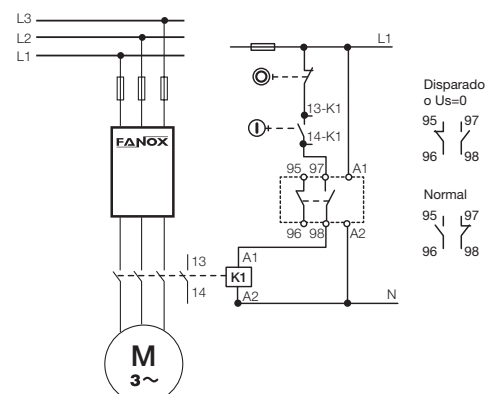 L3
L2
L1
L1
FANOX
13-K1
14-K1
95 97 A1
96 98 A2
13
14
A1
K1
A2
N
M
3~
Disparado
o Us=0
95 97
96 98
Normal
95 97
96 98